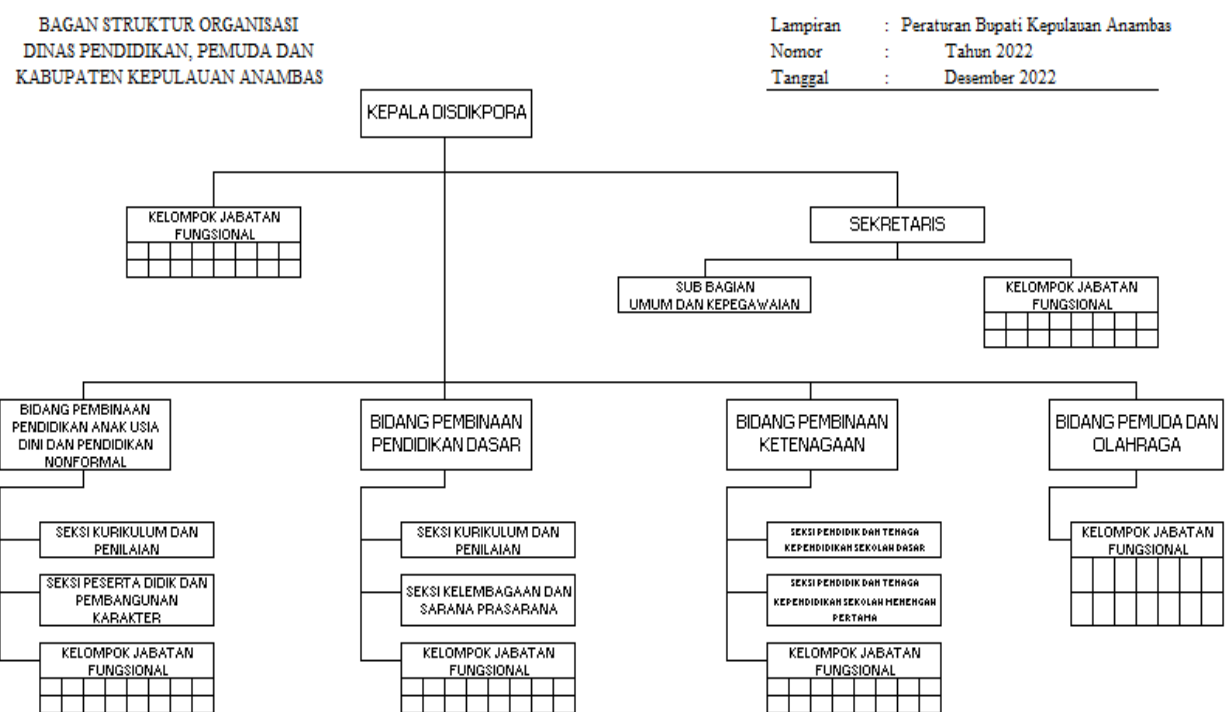 BAGAN STRUKTUR ORGANISASI
DINAS PENDIDIKAN, PEMUDA DAN
KABUPATEN KEPULAUAN ANAMBAS
Lampiran : Peraturan Bupati Kepulauan Anambas
Nomor : Tahun 2022
Tanggal : Desember 2022
KEPALA DISDIKPORA
KELOMPOK JABATAN
FUNGSIONAL
SEKRETARIS
SUB BAGIAN
UMUM DAN KEPEGAWAIAN
KELOMPOK JABATAN
FUNGSIONAL
BIDANG PEMBINAAN
PENDIDIKAN ANAK USIA
DINI DAN PENDIDIKAN
NONFORMAL
BIDANG PEMBINAAN
PENDIDIKAN DASAR
BIDANG PEMBINAAN
KETENAGAAN
BIDANG PEMUDA DAN
OLAHRAGA
SEKSI KURIKULUM DAN
PENILAIAN
SEKSI PESERTA DIDIK DAN
PEMBANGUNAN
KARAKTER
KELOMPOK JABATAN
FUNGSIONAL
SEKSI KURIKULUM DAN
PENILAIAN
SEKSI KELEMBAGAAN DAN
SARANA PRASARANA
KELOMPOK JABATAN
FUNGSIONAL
SEKSI PENDIDIK DAN TENAGA
KEPENDIDIKAN SEKOLAH DASAR
SEKSI PENDIDIK DAN TENAGA
KEPENDIDIKAN SEKOLAH MENENGAH
PERTAMA
KELOMPOK JABATAN
FUNGSIONAL
KELOMPOK JABATAN
FUNGSIONAL